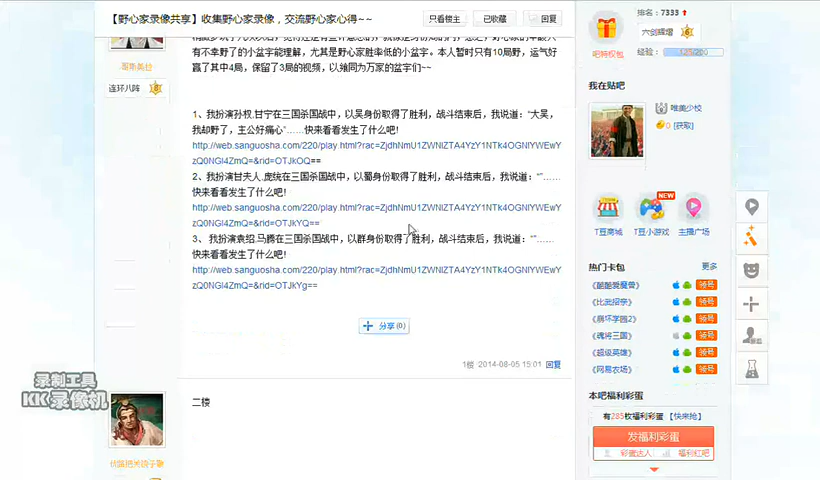 【野心家录像共享】收集野心家录像，交流野心家心得~~
只看楼主
已收藏
回复
连环八阵
有不幸野了的小盆宇能理解，尤其是野心家胜率低的小盆宇。本人暂时只有10局野，运气好
赢了其中4局，保留了3局的视频，以飨同为万家的盆宇们~~
1、我扮演孙权.甘宁在三国杀国战中，以吴身份取得了胜利，战斗结束后，我说道：“大吴，
我却野了，主公好痛心”……快来看看发生了什么吧!
http://web.sanguosha.com/220/play.html?rac=ZjdhNmU1ZWNlZTA4YzY1NTk4OGNlYWEwY
zQ0NGI4ZmQ=&rid=OTJkOQ==
2、我扮演甘夫人.庞统在三国杀国战中，以蜀身份取得了胜利，战斗结束后，我说道：“”……
快来看看发生了什么吧!
http://web.sanguosha.com/220/play.html?rac=ZjdhNmU1ZWNlZTA4YzY1NTk4OGNlYWEwY
zQ0NGI4ZmQ=&rid=OTJkYQ==
3、 我扮演袁绍.马腾在三国杀国战中，以群身份取得了胜利，战斗结束后，我说道：“”……
快来看看发生了什么吧!
http://web.sanguosha.com/220/play.html?rac=ZjdhNmU1ZWNlZTA4YzY1NTk4OGNlYWEwY
zQ0NGI4ZmQ=&rid=OTJkYg==
分享 (0)
1楼 2014-08-05 15:01 回复
录制工具
KK录像机
二楼
排名：7333
吧特权包
六剑辉熠 6
经验：
我在贴吧
唯美少校
0 [获取]
NEW
T豆商城
T豆小游戏
主播广场
热门卡包
更多
《酷酷爱魔兽》
领号
《比武招亲》
领号
《崩坏学园2》
领号
《魂将三国》
领号
《超级英雄》
领号
《网易农场》
领号
本吧福利彩蛋
有285枚福利彩蛋 【快来抢】
发福利彩蛋
彩蛋达人
福利红吧